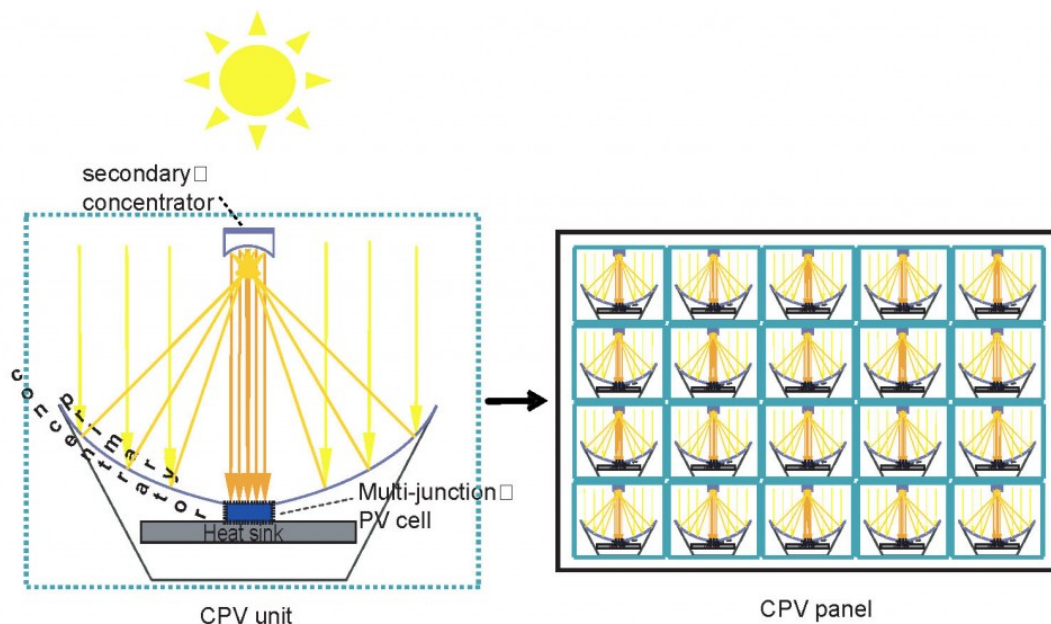 secondary□
concentrator
primary
concentrator
Multi-junction□
PV cell
Heat sink
CPV unit
CPV panel